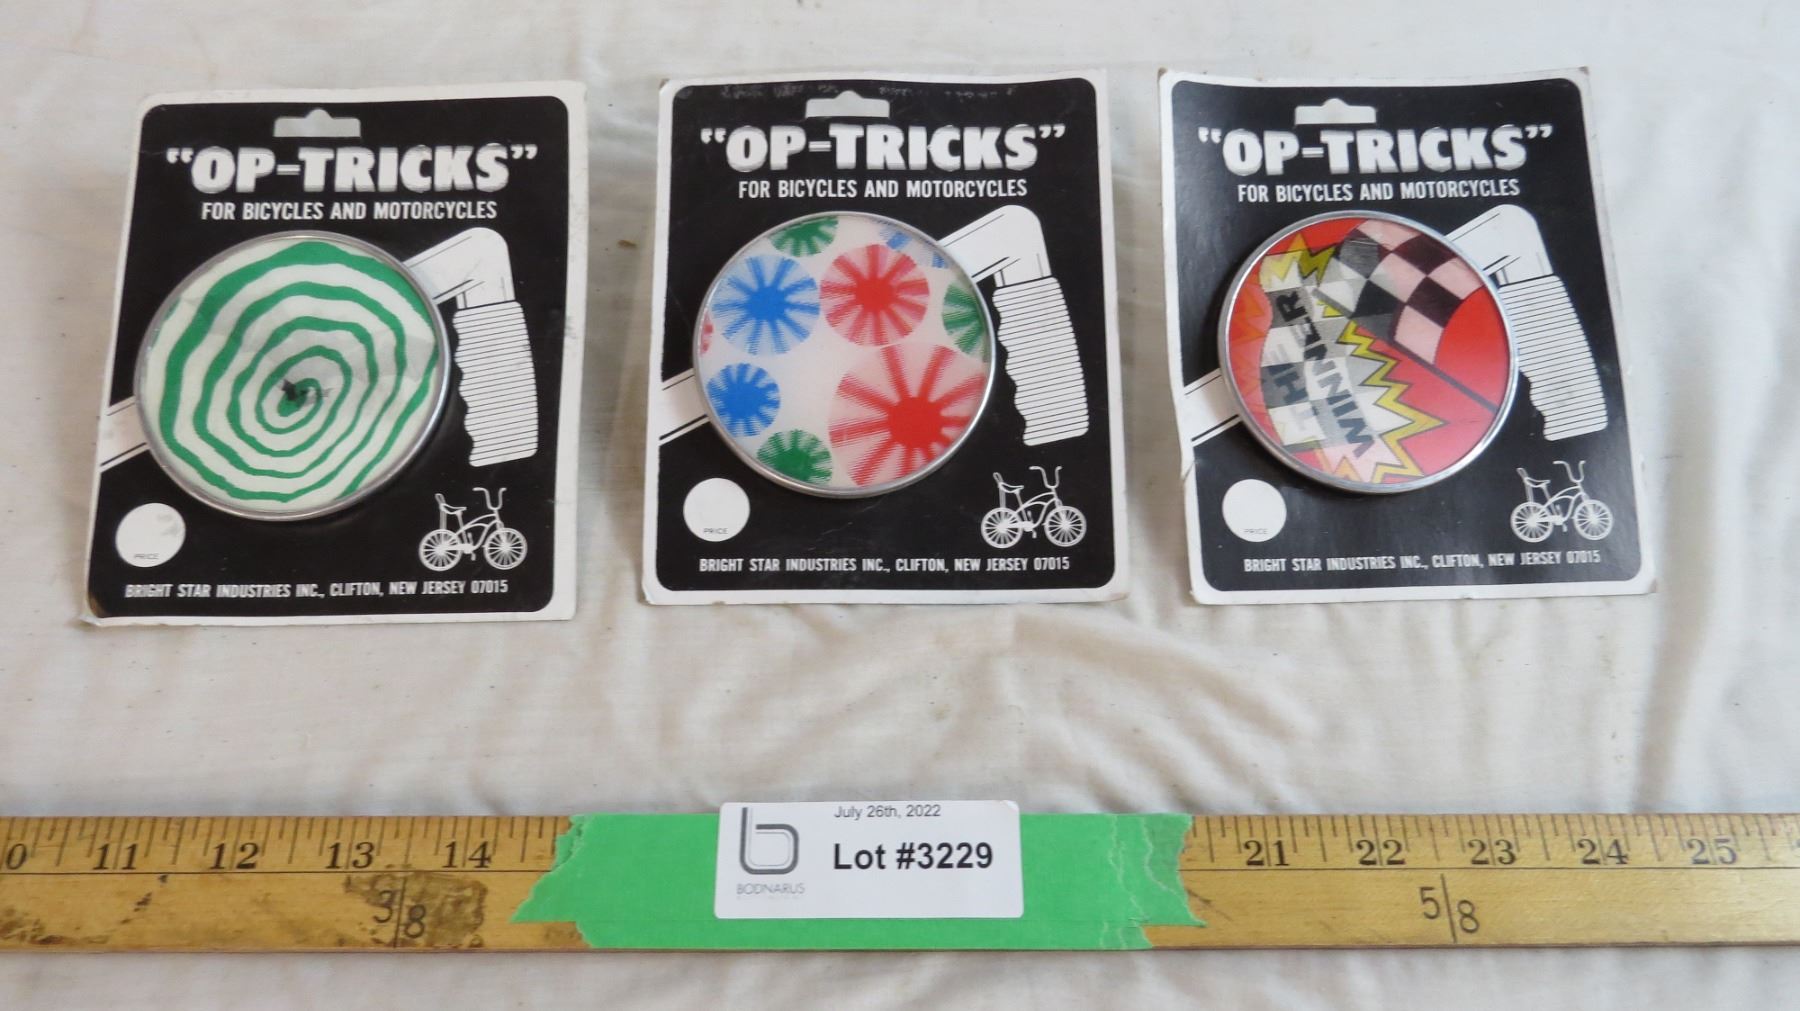 "OP-TRICKS"
FOR BICYCLES AND MOTORCYCLES
PRICE
BRIGHT STAR INDUSTRIES INC., CLIFTON, NEW JERSEY 07015
"OP-TRICKS"
FOR BICYCLES AND MOTORCYCLES
PRICE
BRIGHT STAR INDUSTRIES INC., CLIFTON, NEW JERSEY 07015
"OP-TRICKS"
FOR BICYCLES AND MOTORCYCLES
THE
WINNER
PRICE
BRIGHT STAR INDUSTRIES INC., CLIFTON, NEW JERSEY 07015
July 26th, 2022
Lot #3229
BODNARUS
0 11 12 13 14 21 22 23 24 25
3/8 5/8